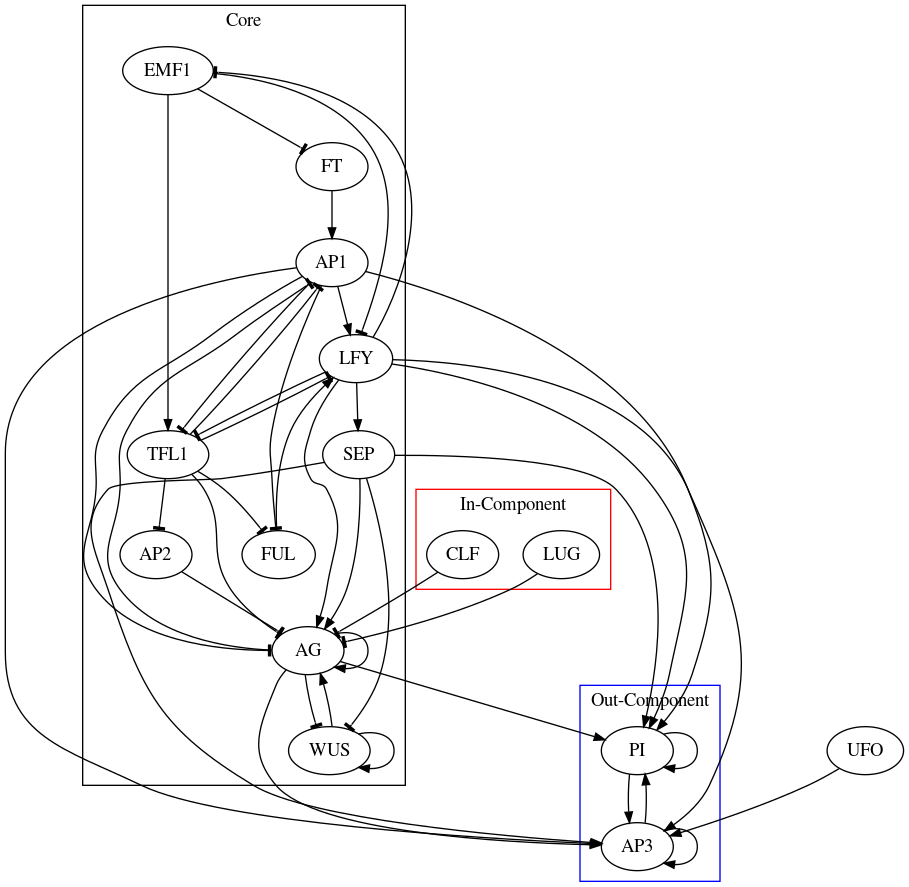 Core
EMF1
FT
AP1
LFY
TFL1
SEP
In-Component
AP2
FUL
CLF
LUG
AG
Out-Component
WUS
PI
UFO
AP3